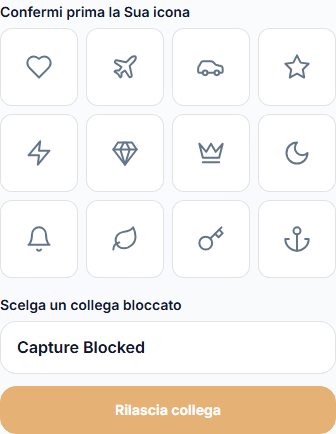 Confermi prima la Sua icona
Scelga un collega bloccato
Capture Blocked
Rilascia collega